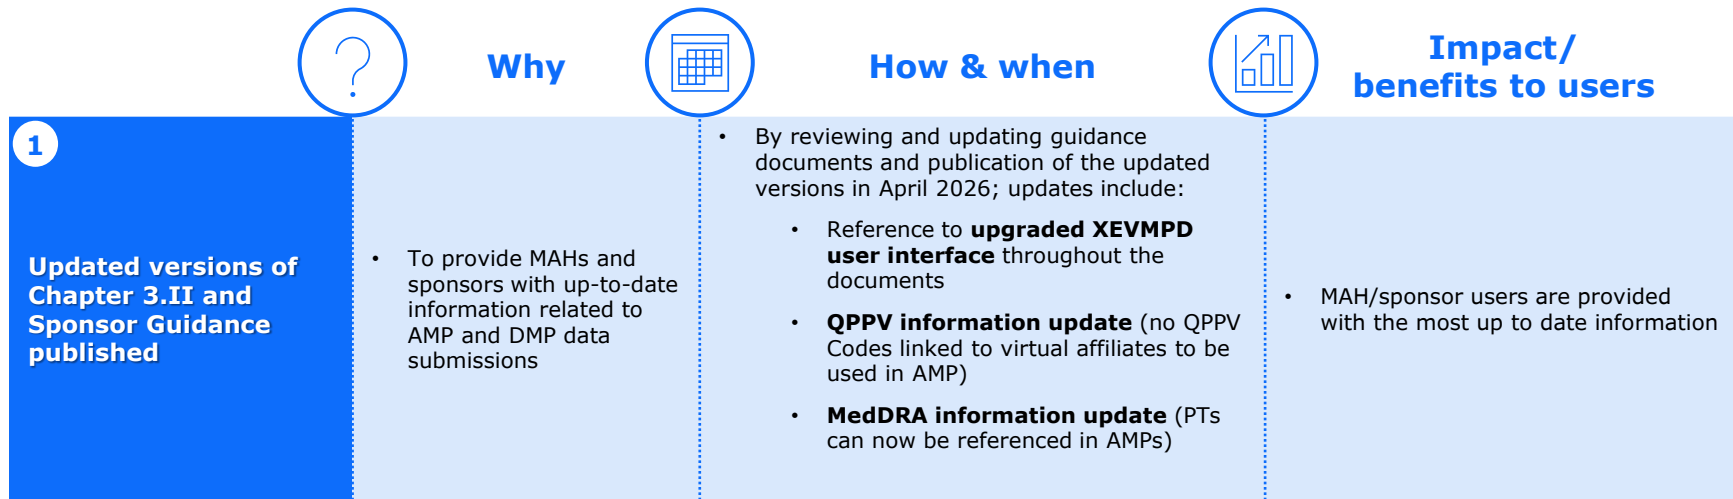 Why
How & when
Impact/
benefits to users
1
Updated versions of
Chapter 3.II and
Sponsor Guidance
published
• To provide MAHs and
sponsors with up-to-date
information related to
AMP and DMP data
submissions
• By reviewing and updating guidance
documents and publication of the updated
versions in April 2026; updates include:
• Reference to upgraded XEVMPD
user interface throughout the
documents
• QPPV information update (no QPPV
Codes linked to virtual affiliates to be
used in AMP)
• MedDRA information update (PTs
can now be referenced in AMPs)
• MAH/sponsor users are provided
with the most up to date information